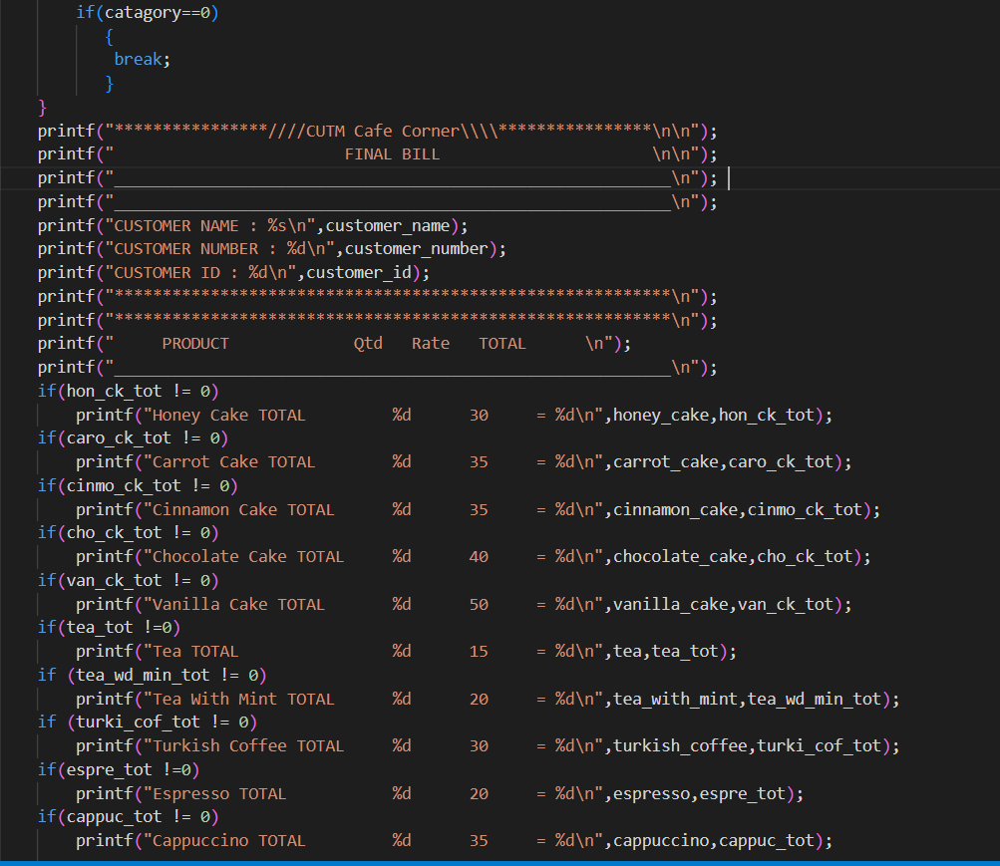 if(catagory==0)
{
break;
}
}
printf("****************////CUTM Cafe Corner\\\\****************\n\n");
printf("                        FINAL BILL                      \n\n");
printf("__________________________________________________________\n");
printf("__________________________________________________________\n");
printf("CUSTOMER NAME : %s\n",customer_name);
printf("CUSTOMER NUMBER : %d\n",customer_number);
printf("CUSTOMER ID : %d\n",customer_id);
printf("**********************************************************\n");
printf("**********************************************************\n");
printf("     PRODUCT             Qtd   Rate   TOTAL      \n");
printf("__________________________________________________________\n");
if(hon_ck_tot != 0)
printf("Honey Cake TOTAL         %d      30     = %d\n",honey_cake,hon_ck_tot);
if(caro_ck_tot != 0)
printf("Carrot Cake TOTAL        %d      35     = %d\n",carrot_cake,caro_ck_tot);
if(cinmo_ck_tot != 0)
printf("Cinnamon Cake TOTAL      %d      35     = %d\n",cinnamon_cake,cinmo_ck_tot);
if(cho_ck_tot != 0)
printf("Chocolate Cake TOTAL     %d      40     = %d\n",chocolate_cake,cho_ck_tot);
if(van_ck_tot != 0)
printf("Vanilla Cake TOTAL       %d      50     = %d\n",vanilla_cake,van_ck_tot);
if(tea_tot !=0)
printf("Tea TOTAL                %d      15     = %d\n",tea,tea_tot);
if (tea_wd_min_tot != 0)
printf("Tea With Mint TOTAL      %d      20     = %d\n",tea_with_mint,tea_wd_min_tot);
if (turki_cof_tot != 0)
printf("Turkish Coffee TOTAL     %d      30     = %d\n",turkish_coffee,turki_cof_tot);
if(espre_tot !=0)
printf("Espresso TOTAL           %d      20     = %d\n",espresso,espre_tot);
if(cappuc_tot != 0)
printf("Cappuccino TOTAL         %d      35     = %d\n",cappuccino,cappuc_tot);